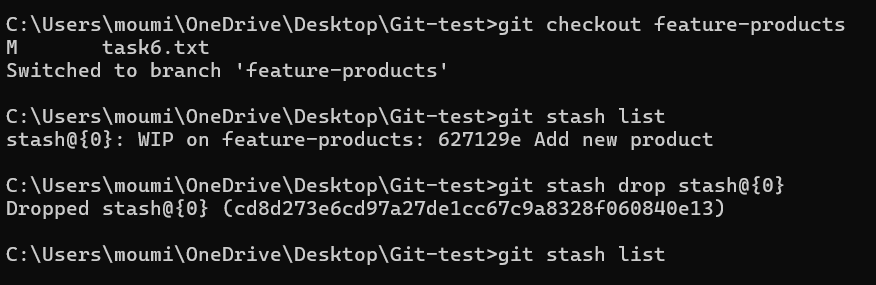 C:\Users\moumi\OneDrive\Desktop\Git-test>git checkout feature-products
M       task6.txt
Switched to branch 'feature-products'
C:\Users\moumi\OneDrive\Desktop\Git-test>git stash list
stash@{0}: WIP on feature-products: 627129e Add new product
C:\Users\moumi\OneDrive\Desktop\Git-test>git stash drop stash@{0}
Dropped stash@{0} (cd8d273e6cd97a27de1cc67c9a8328f060840e13)
C:\Users\moumi\OneDrive\Desktop\Git-test>git stash list